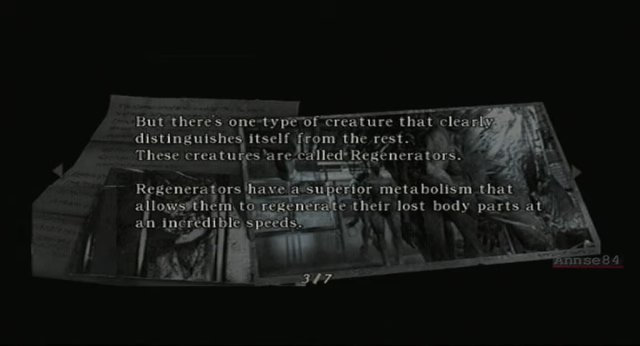 But there's one type of creature that clearly
distinguishes itself from the rest.
These creatures are called Regenerators.
Regenerators have a superior metabolism that
allows them to regenerate their lost body parts at
an incredible speeds.
3/7
Annse84